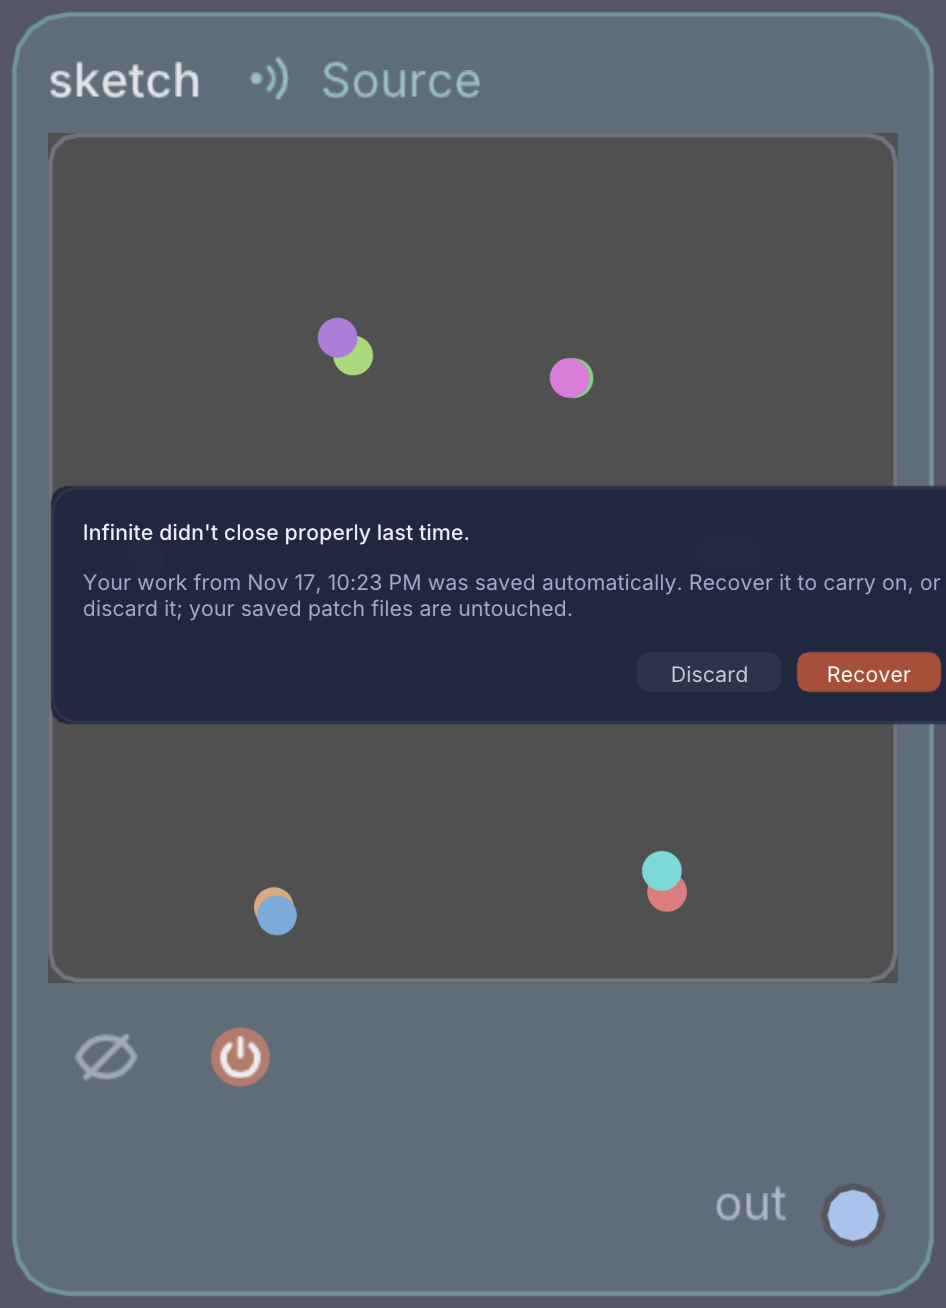 sketch Source
Infinite didn't close properly last time.
Your work from Nov 17, 10:23 PM was saved automatically. Recover it to carry on, or
discard it; your saved patch files are untouched.
Discard Recover
out